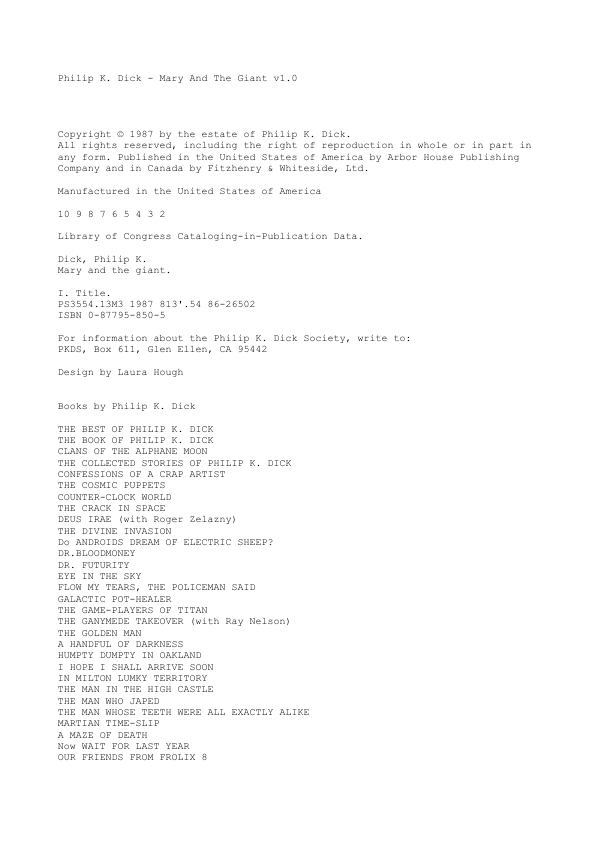 Philip K. Dick - Mary And The Giant v1.0
Copyright © 1987 by the estate of Philip K. Dick.
All rights reserved, including the right of reproduction in whole or in part in
any form. Published in the United States of America by Arbor House Publishing
Company and in Canada by Fitzhenry & Whiteside, Ltd.
Manufactured in the United States of America
10 9 8 7 6 5 4 3 2
Library of Congress Cataloging-in-Publication Data.
Dick, Philip K.
Mary and the giant.
I. Title.
PS3554.13M3 1987 813'.54 86-26502
ISBN 0-87795-850-5
For information about the Philip K. Dick Society, write to:
PKDS, Box 611, Glen Ellen, CA 95442
Design by Laura Hough
Books by Philip K. Dick
THE BEST OF PHILIP K. DICK
THE BOOK OF PHILIP K. DICK
CLANS OF THE ALPHANE MOON
THE COLLECTED STORIES OF PHILIP K. DICK
CONFESSIONS OF A CRAP ARTIST
THE COSMIC PUPPETS
COUNTER-CLOCK WORLD
THE CRACK IN SPACE
DEUS IRAE (with Roger Zelazny)
THE DIVINE INVASION
Do ANDROIDS DREAM OF ELECTRIC SHEEP?
DR.BLOODMONEY
DR. FUTURITY
EYE IN THE SKY
FLOW MY TEARS, THE POLICEMAN SAID
GALACTIC POT-HEALER
THE GAME-PLAYERS OF TITAN
THE GANYMEDE TAKEOVER (with Ray Nelson)
THE GOLDEN MAN
A HANDFUL OF DARKNESS
HUMPTY DUMPTY IN OAKLAND
I HOPE I SHALL ARRIVE SOON
IN MILTON LUMKY TERRITORY
THE MAN IN THE HIGH CASTLE
THE MAN WHO JAPED
THE MAN WHOSE TEETH WERE ALL EXACTLY ALIKE
MARTIAN TIME-SLIP
A MAZE OF DEATH
Now WAIT FOR LAST YEAR
OUR FRIENDS FROM FROLIX 8